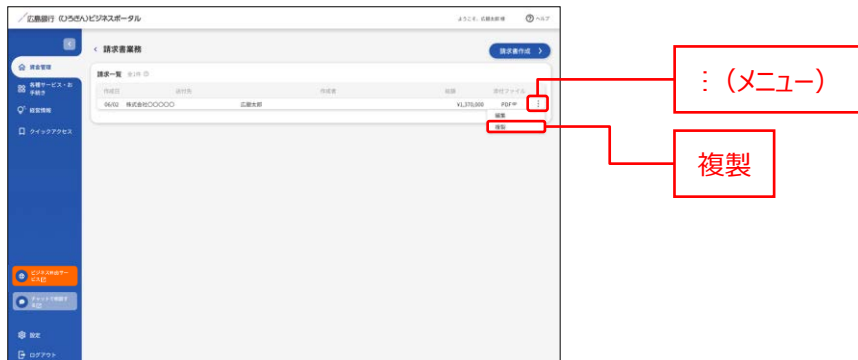 広島銀行 〈ひろぎん〉ビジネスポータル
ようこそ、広銀太郎 様
ヘルプ
資金管理
各種サービス・お手続き
経営情報
クイックアクセス
設定
ログアウト
< 請求書業務
請求書作成 >
請求一覧 全1件
作成日 送付先 作成者 総額 添付ファイル
06/02 株式会社〇〇〇〇〇 広銀太郎 ¥1,370,000 PDF
編集
複製
⋮（メニュー）
複製